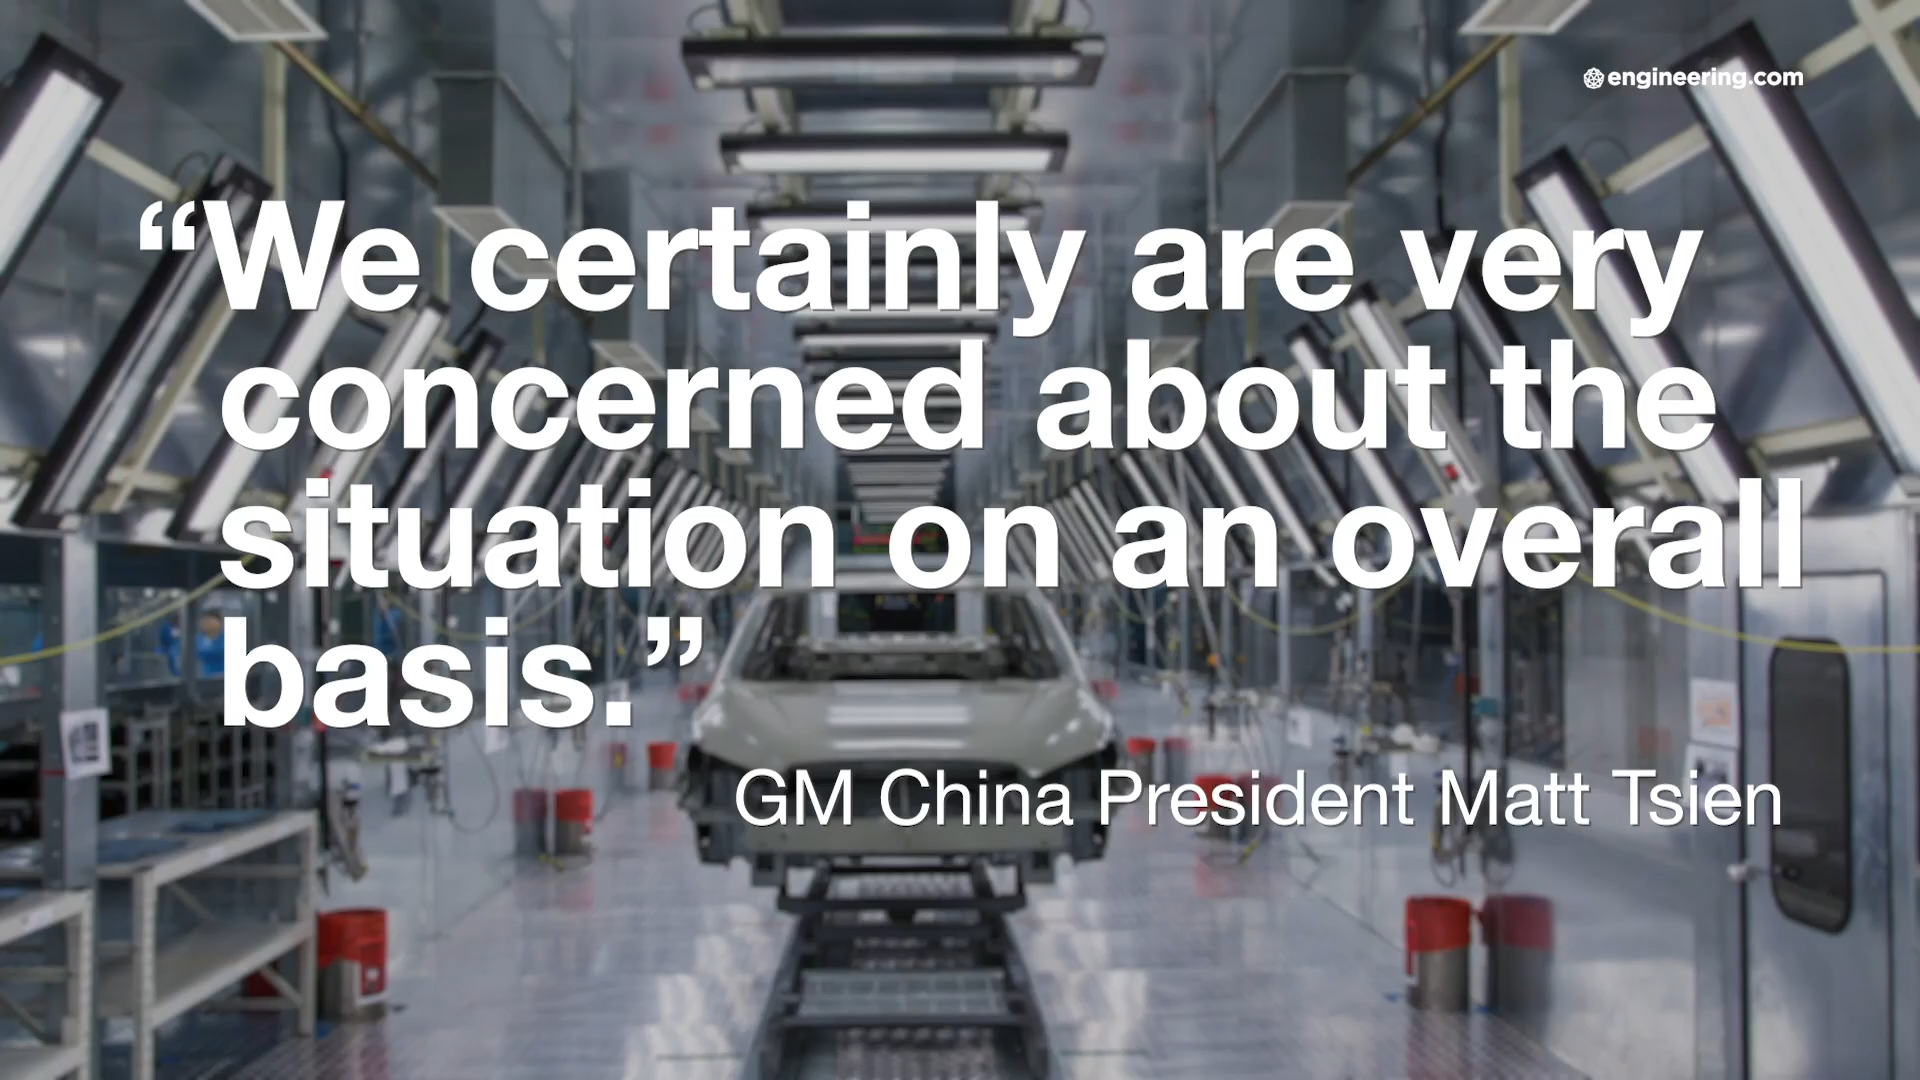 engineering.com
“We certainly are very
concerned about the
situation on an overall
basis.”
GM China President Matt Tsien